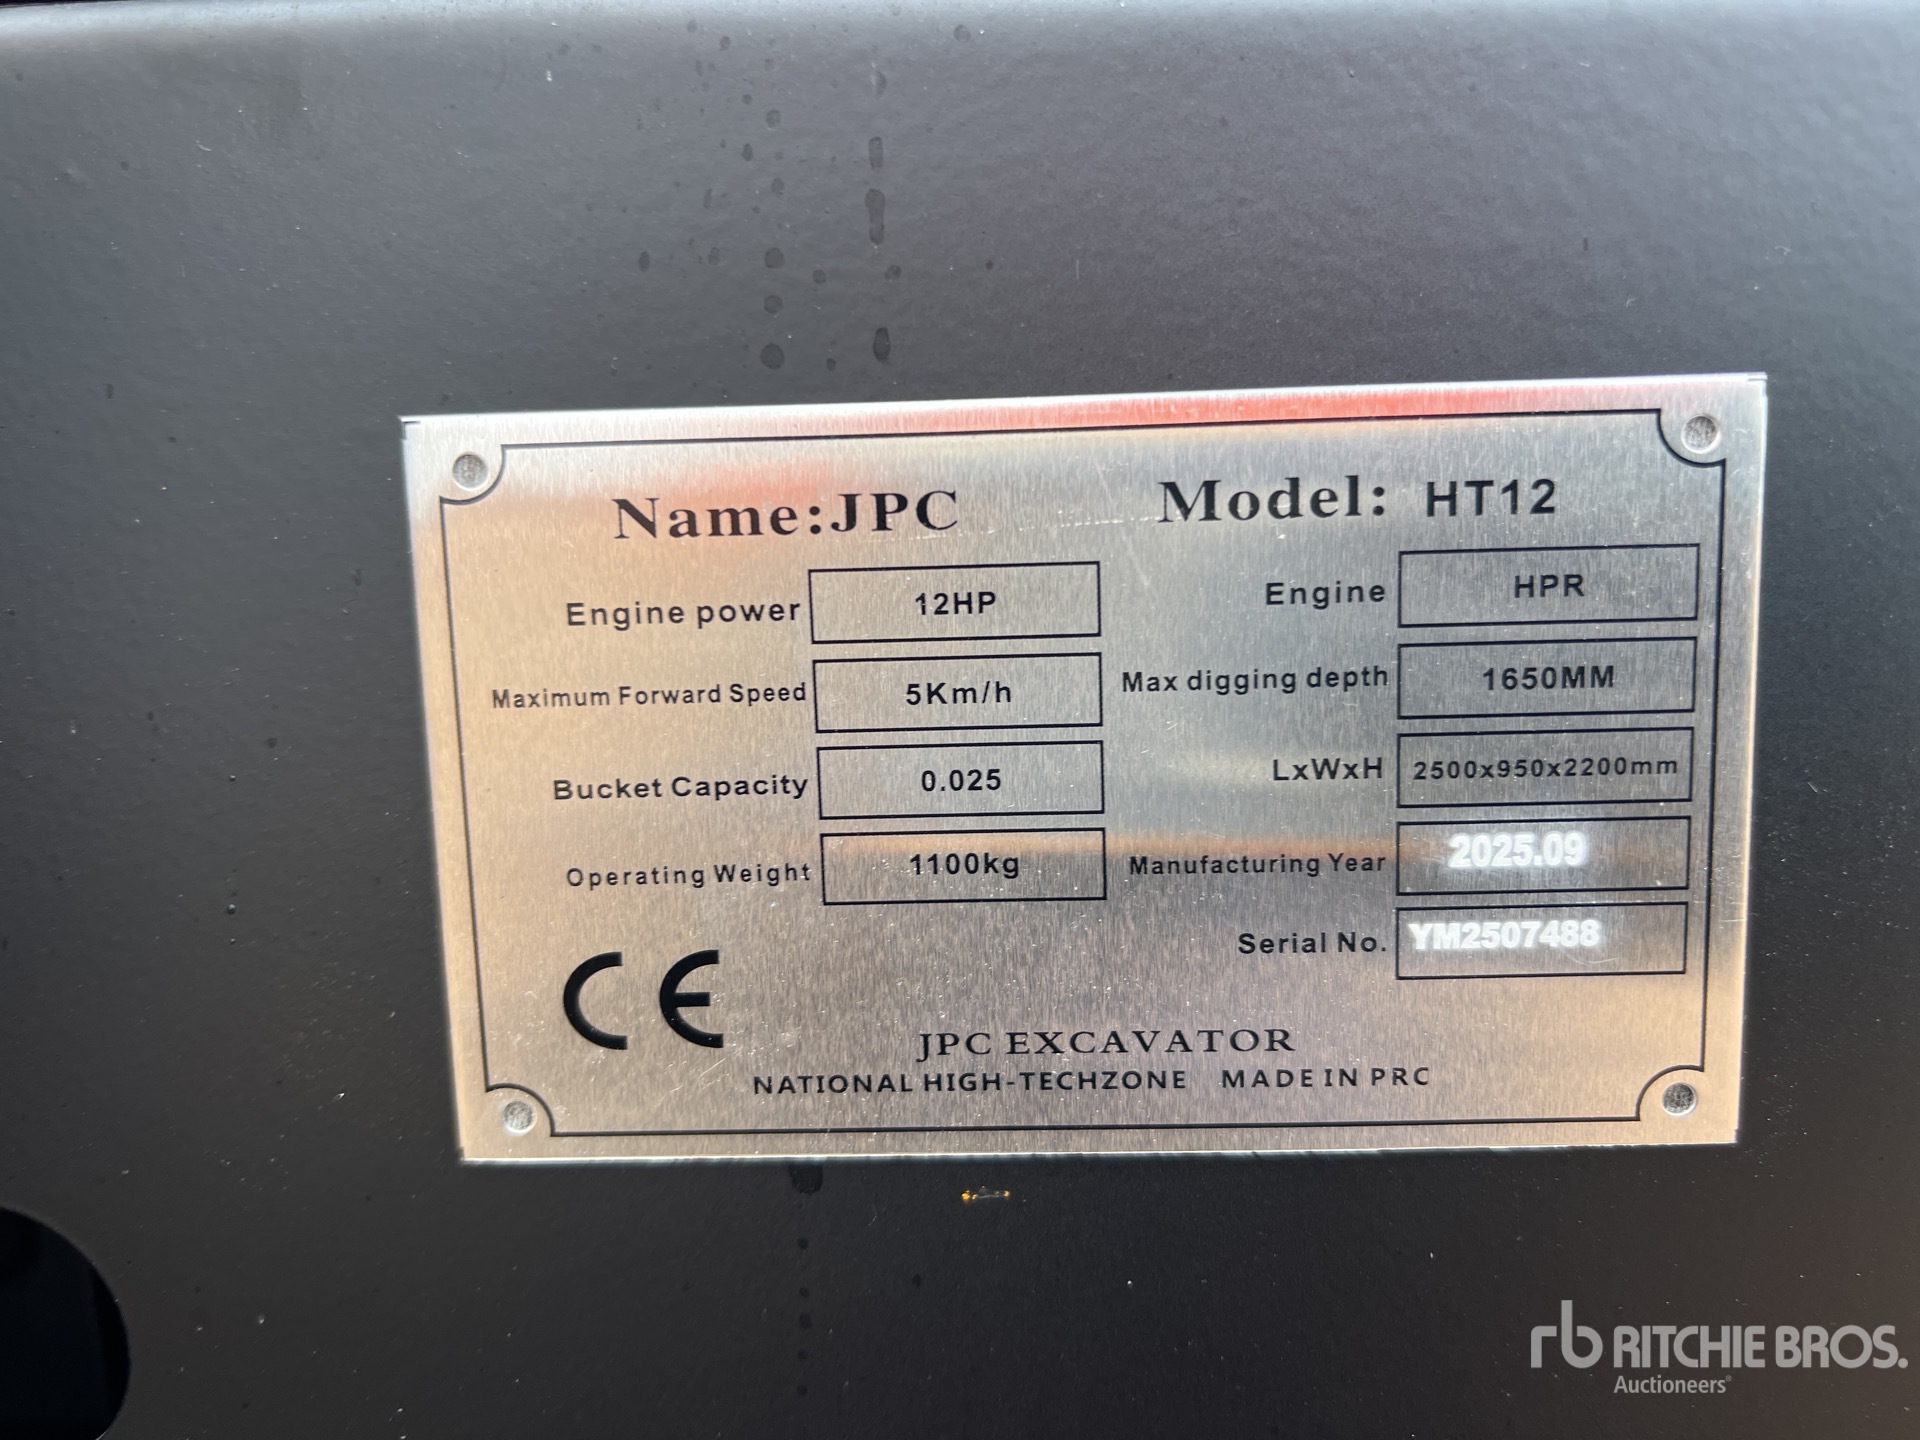 Name:JPC Model: HT12
Engine power 12HP Engine HPR
Maximum Forward Speed 5Km/h Max digging depth 1650MM
Bucket Capacity 0.025 LxWxH 2500x950x2200mm
Operating Weight 1100kg Manufacturing Year 2025.09
Serial No. YM2507488
CE
JPC EXCAVATOR
NATIONAL HIGH-TECHZONE MADE IN PRC
rb RITCHIE BROS.
Auctioneers®